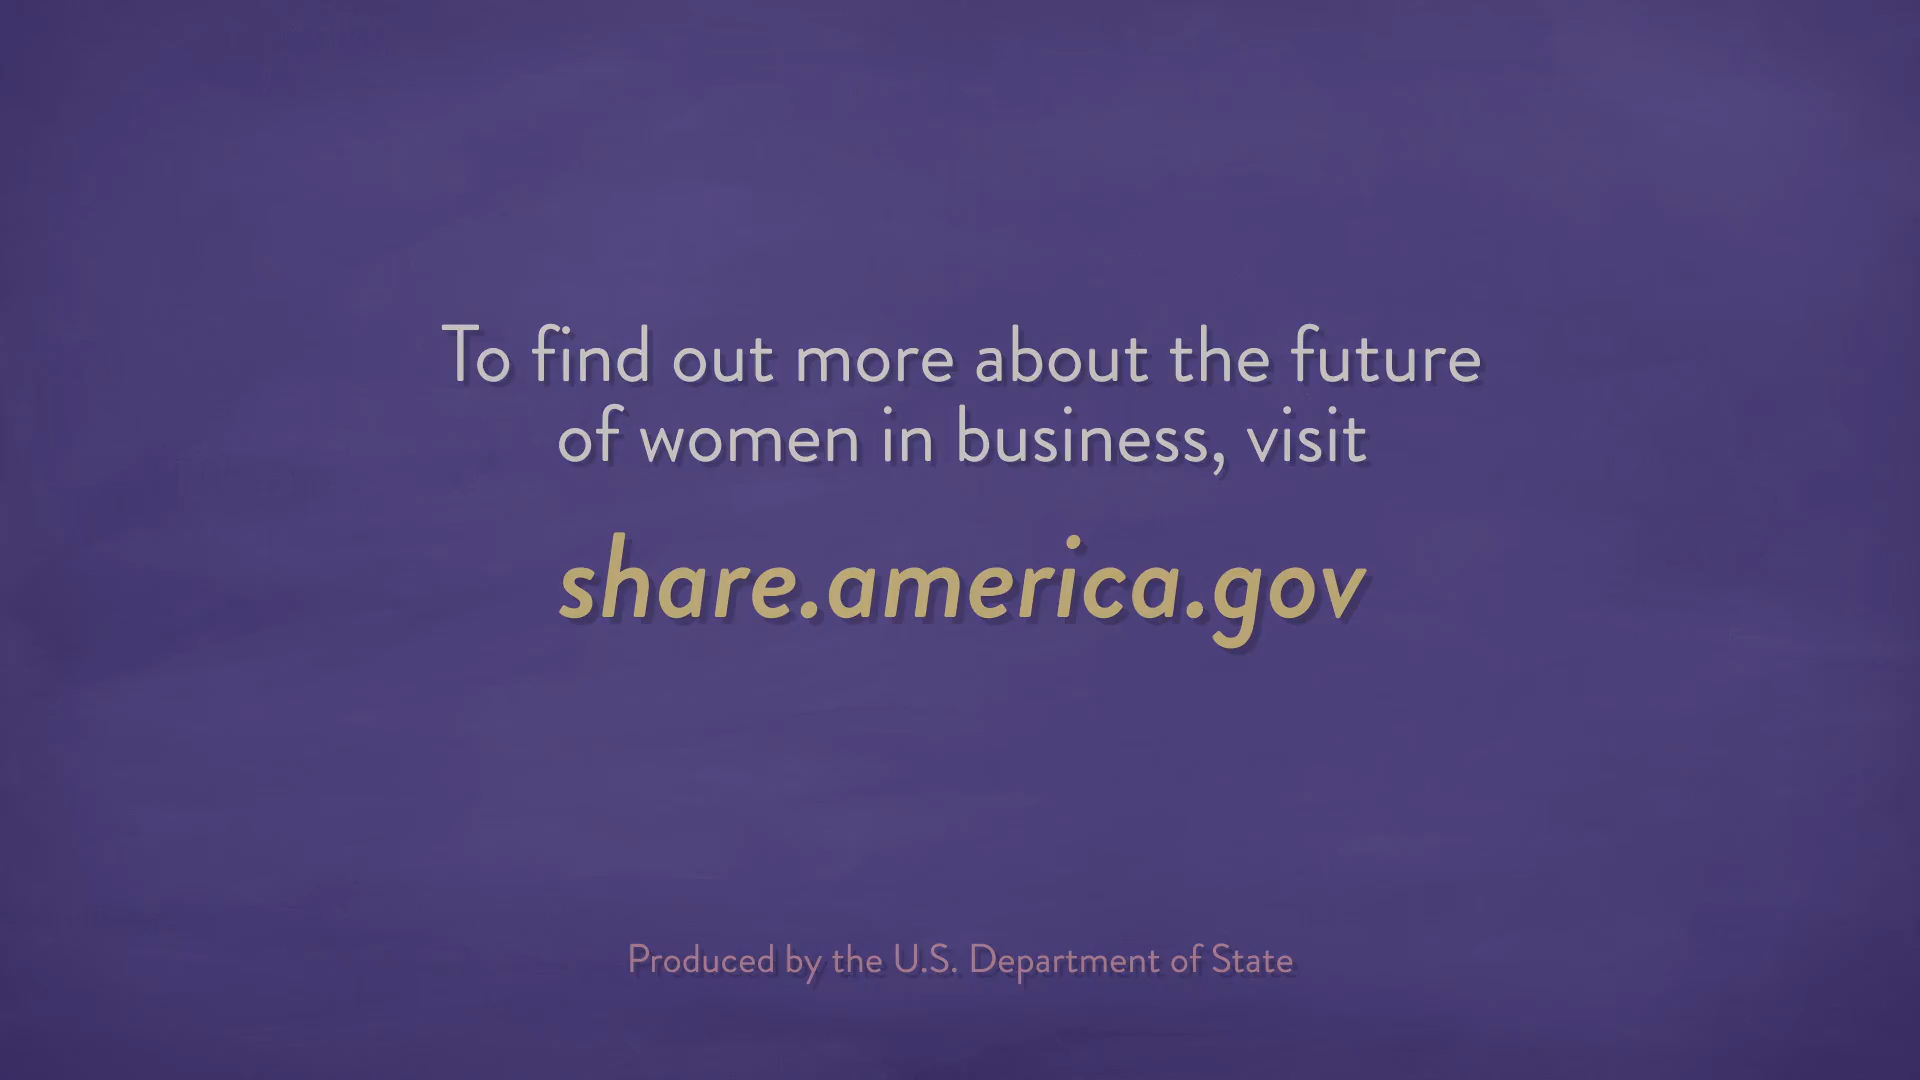 To find out more about the future
of women in business, visit
share.america.gov
Produced by the U.S. Department of State